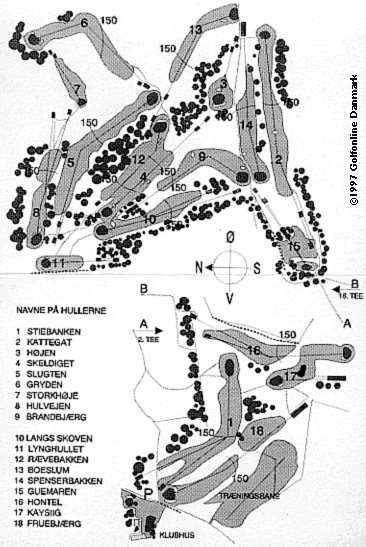 6
150
13
150
150
©1997 Golfonline Danmark
7
3
150
150
14
150
5
12
9
2
4
150
150
8
10
150
15
11
Ø
N S
V
B
16. TEE
A
B
A
2. TEE
NAVNE PÅ HULLERNE
1 STIEBANKEN
2 KATTEGAT
3 HØJEN
4 SKELDIGET
5 SLUGTEN
6 GRYDEN
7 STORKHØJE
8 HULVEJEN
9 BRANDBJÆRG
10 LANGS SKOVEN
11 LYNGHULLET
12 RÆVEBAKKEN
13 BOESLUM
14 SPENSERBAKKEN
15 GUEMAREN
16 HONTEL
17 KAYSIIG
18 FRUEBJÆRG
150
16
17
1
18
150
150
TRÆNINGSBANE
P
KLUBHUS